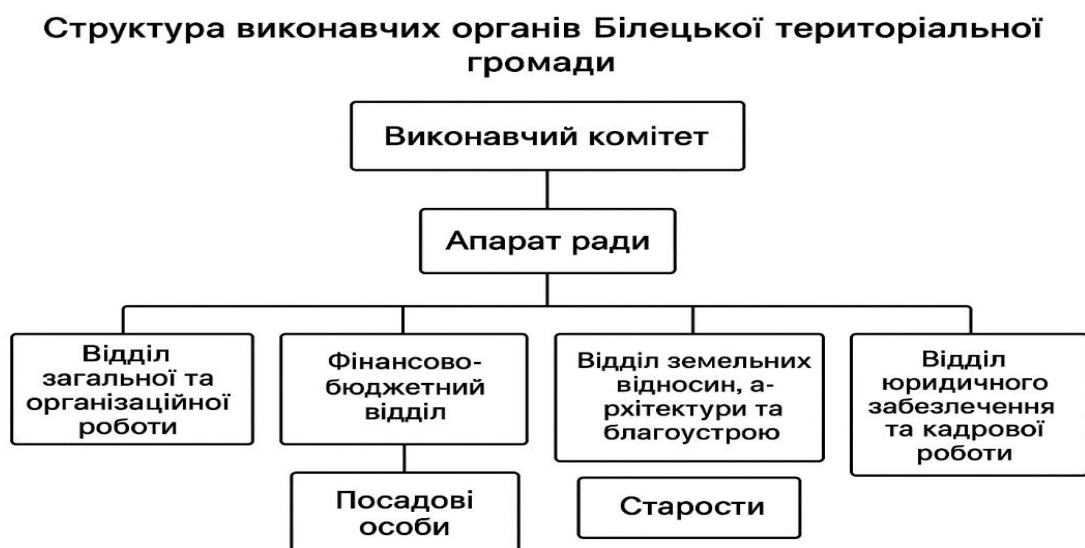 Структура виконавчих органів Білецької територіальної
громади
Виконавчий комітет
Апарат ради
Відділ
загальної та
організаційної
роботи
Фінансово-
бюджетний
відділ
Відділ земельних
відносин, а-
рхітектури та
благоустрою
Відділ
юридичного
забезлечення
та кадрової
роботи
Посадові
особи
Старости